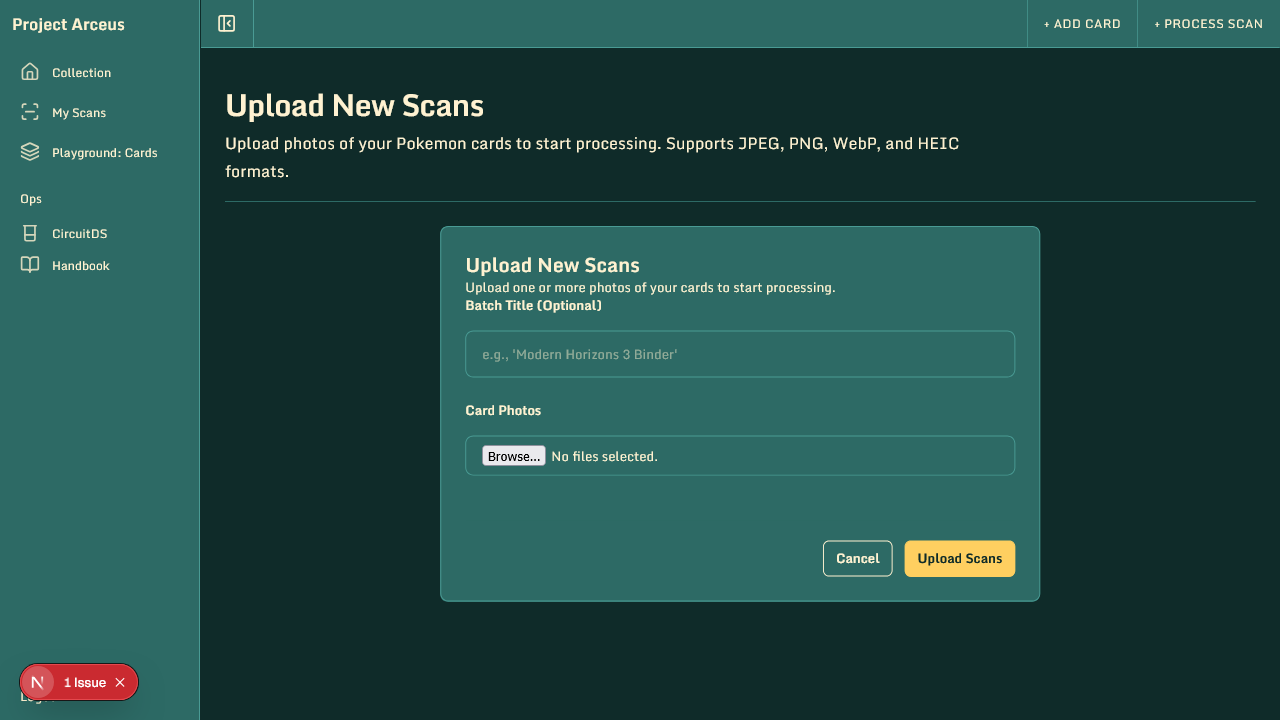 Project Arceus
+ ADD CARD
+ PROCESS SCAN
Collection
My Scans
Playground: Cards
Ops
CircuitDS
Handbook
Upload New Scans
Upload photos of your Pokemon cards to start processing. Supports JPEG, PNG, WebP, and HEIC
formats.
Upload New Scans
Upload one or more photos of your cards to start processing.
Batch Title (Optional)
e.g., 'Modern Horizons 3 Binder'
Card Photos
Browse... No files selected.
Cancel
Upload Scans
N 1 Issue